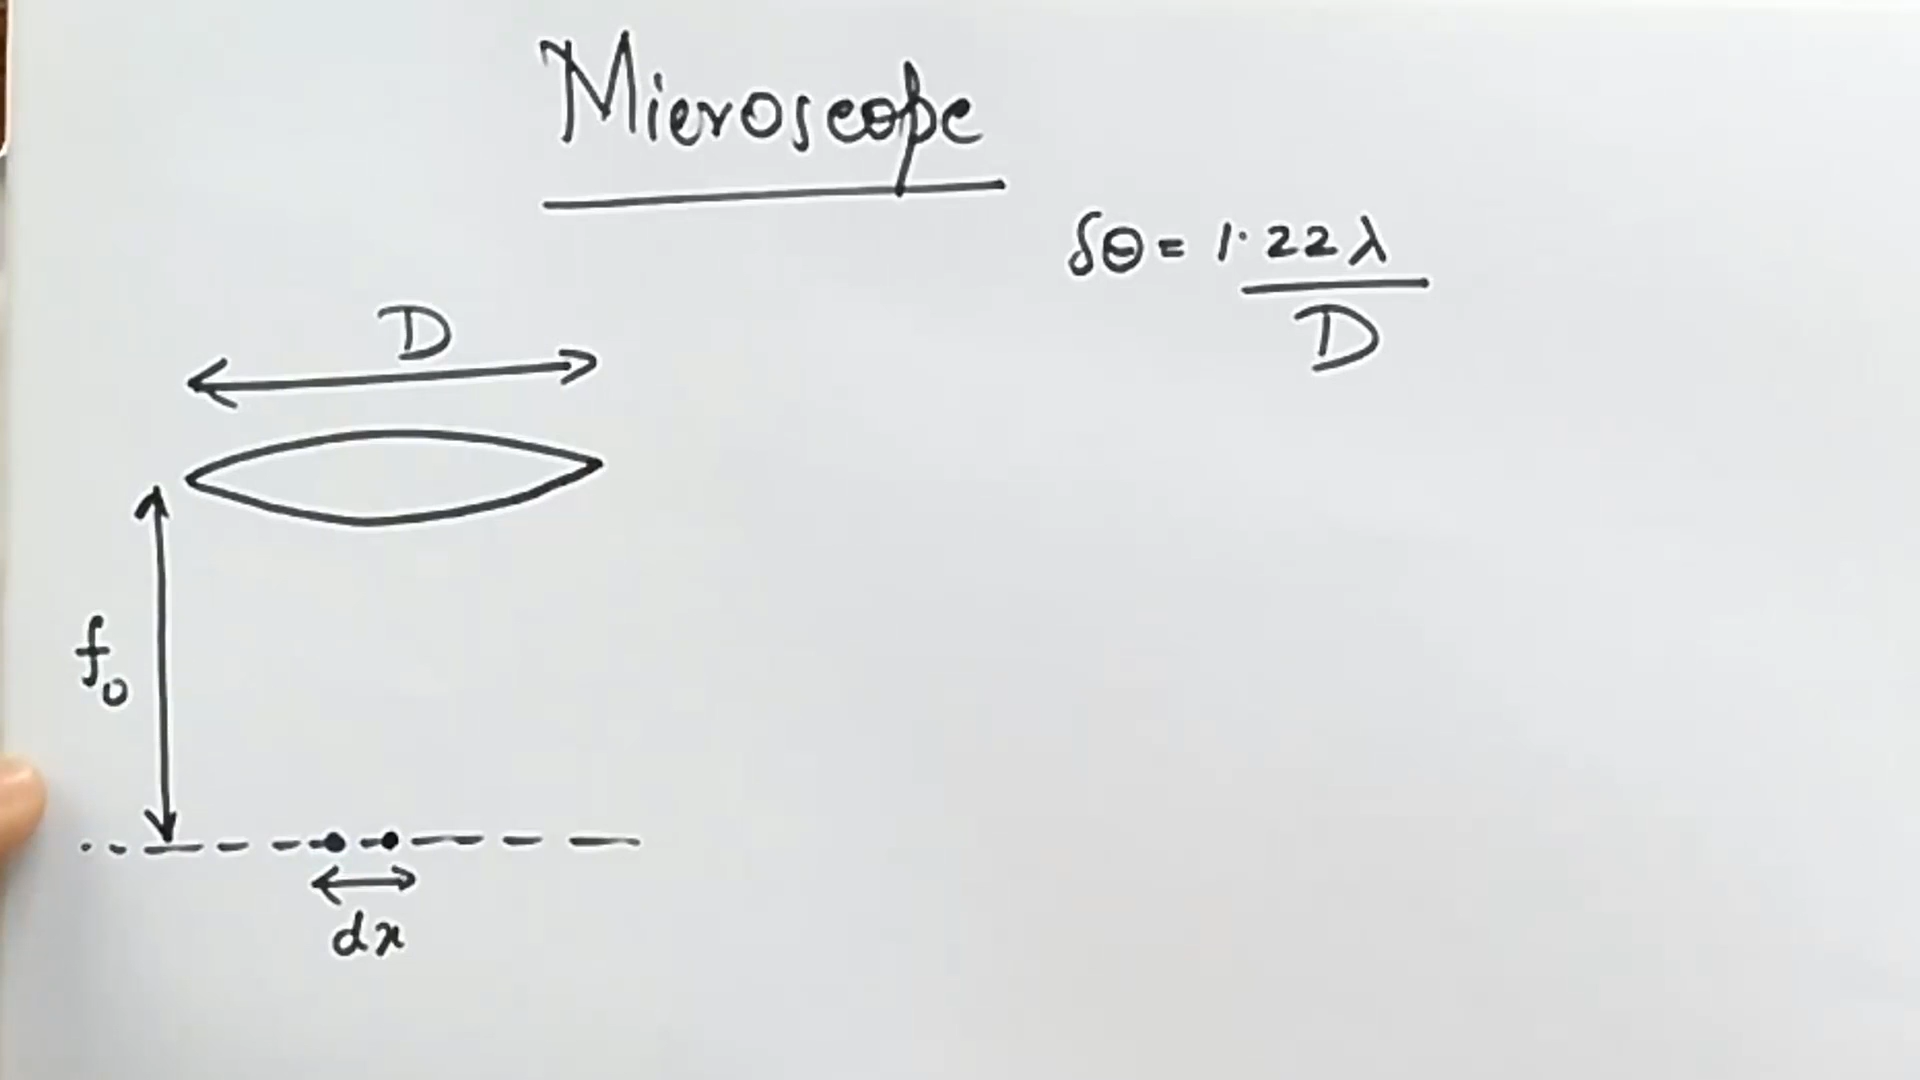 Microscope
δθ = 1.22λ
D
D
f₀
dx